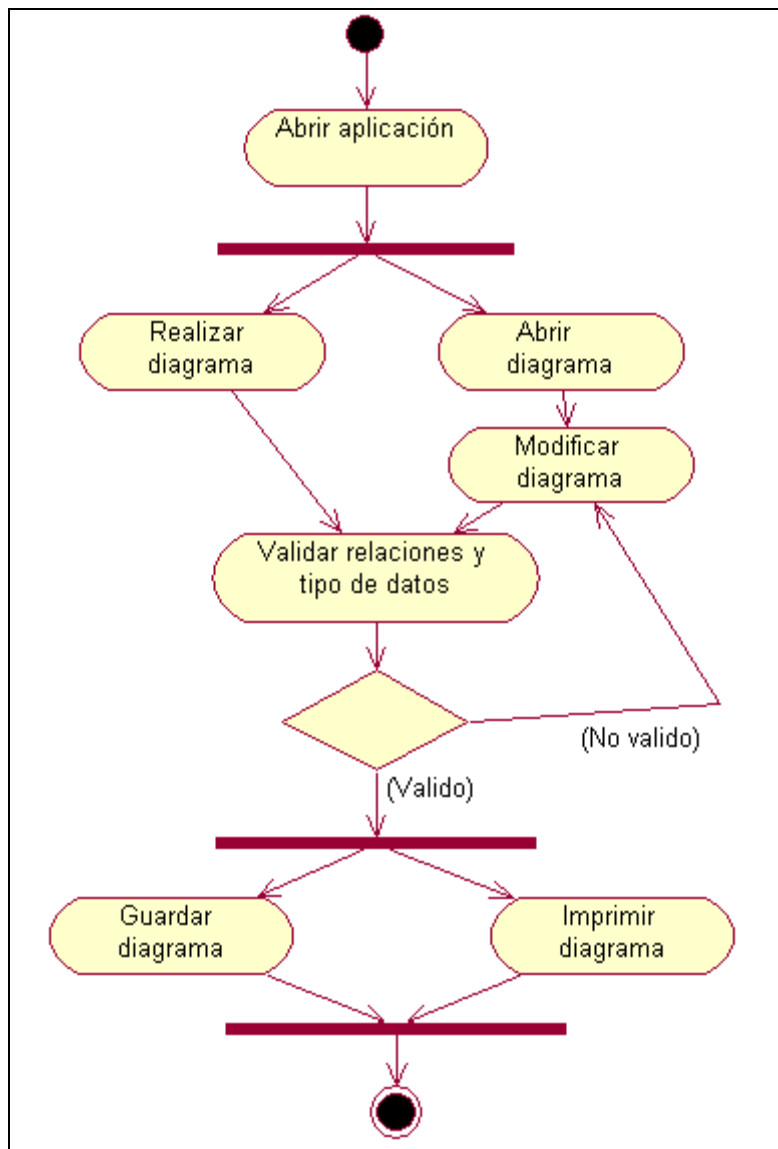 Abrir aplicación
Realizar
diagrama
Abrir
diagrama
Modificar
diagrama
Validar relaciones y
tipo de datos
(No valido)
(Valido)
Guardar
diagrama
Imprimir
diagrama